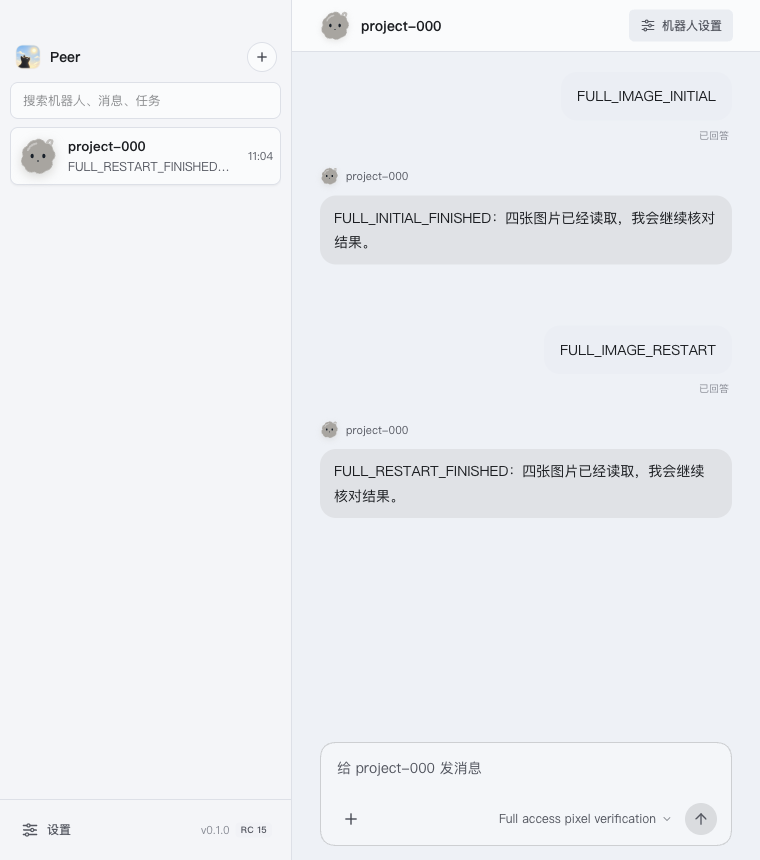 Peer
搜索机器人、消息、任务
project-000
11:04
FULL_RESTART_FINISHED...
设置
v0.1.0
RC 15
project-000
机器人设置
FULL_IMAGE_INITIAL
已回答
project-000
FULL_INITIAL_FINISHED：四张图片已经读取，我会继续核对
结果。
FULL_IMAGE_RESTART
已回答
project-000
FULL_RESTART_FINISHED：四张图片已经读取，我会继续
核对结果。
给 project-000 发消息
Full access pixel verification